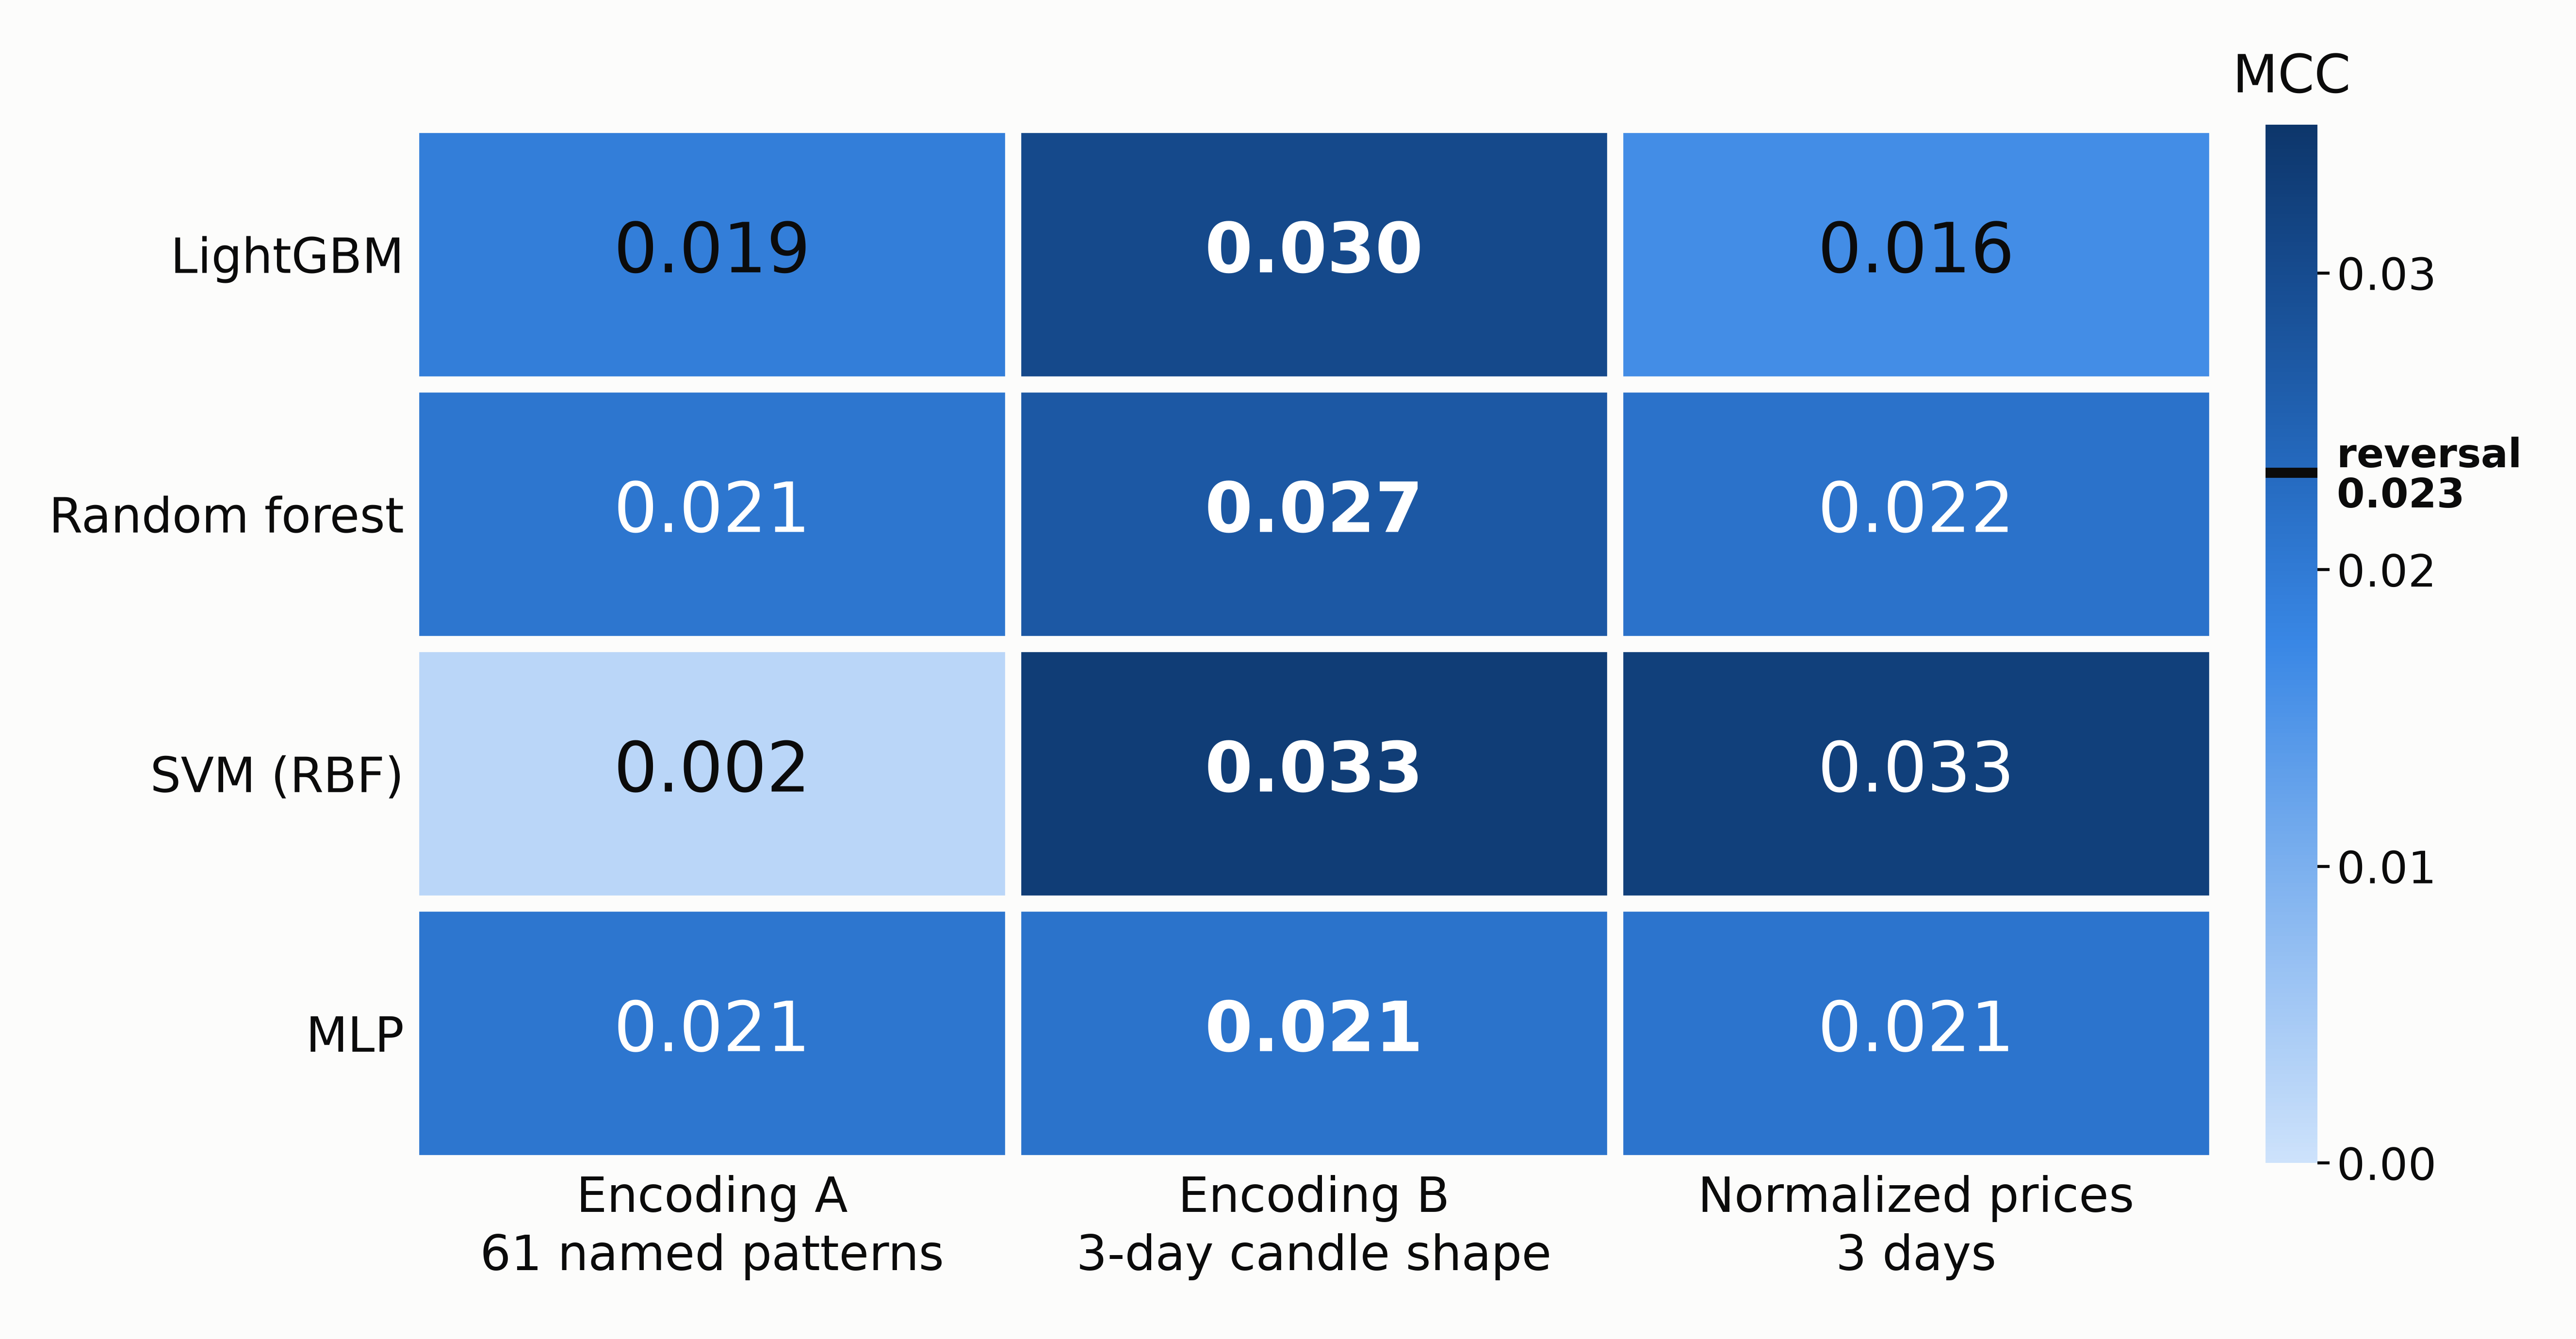 MCC
LightGBM
0.019
0.030
0.016
0.03
reversal
0.023
Random forest
0.021
0.027
0.022
0.02
SVM (RBF)
0.002
0.033
0.033
0.01
MLP
0.021
0.021
0.021
0.00
Encoding A
61 named patterns
Encoding B
3-day candle shape
Normalized prices
3 days